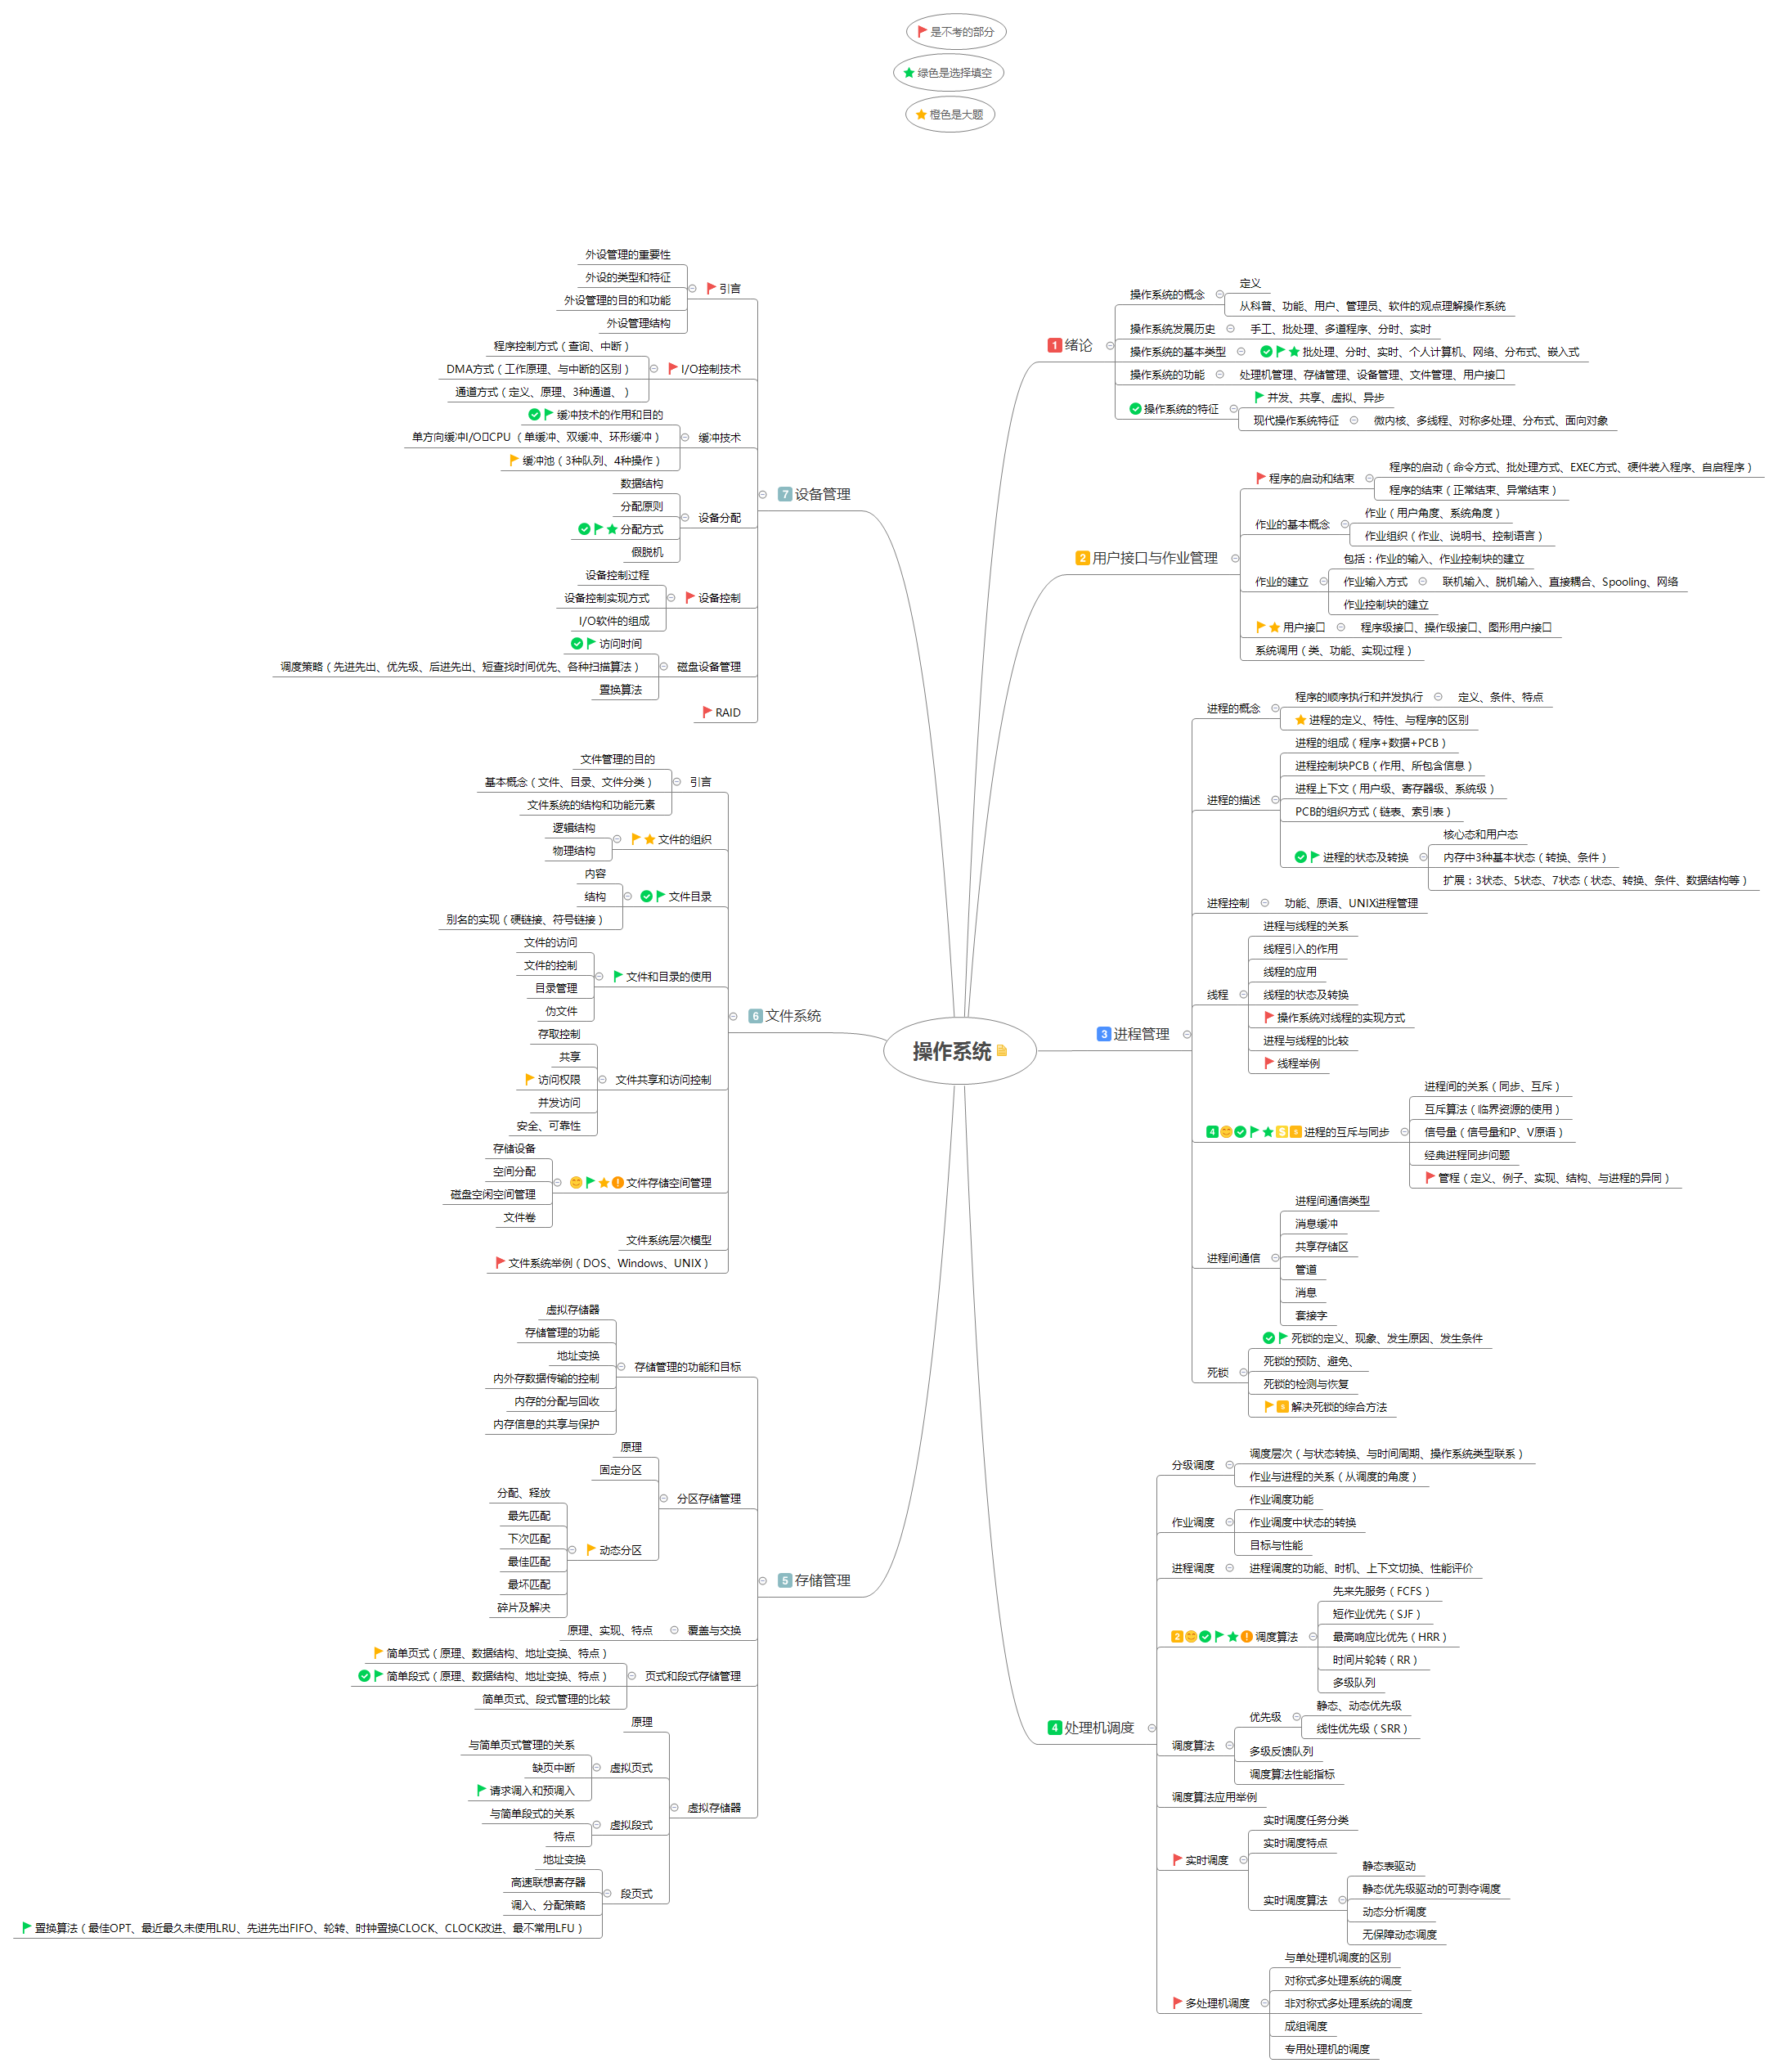 是不考的部分
绿色是选择填空
橙色是大题
操作系统
1 绪论
操作系统的概念
定义
从科普、功能、用户、管理员、软件的观点理解操作系统
操作系统发展历史
手工、批处理、多道程序、分时、实时
操作系统的基本类型
批处理、分时、实时、个人计算机、网络、分布式、嵌入式
操作系统的功能
处理机管理、存储管理、设备管理、文件管理、用户接口
操作系统的特征
并发、共享、虚拟、异步
现代操作系统特征
微内核、多线程、对称多处理、分布式、面向对象
2 用户接口与作业管理
程序的启动和结束
程序的启动（命令方式、批处理方式、EXEC方式、硬件装入程序、自启程序）
程序的结束（正常结束、异常结束）
作业的基本概念
作业（用户角度、系统角度）
作业组织（作业、说明书、控制语言）
作业的建立
包括：作业的输入、作业控制块的建立
作业输入方式
联机输入、脱机输入、直接耦合、Spooling、网络
作业控制块的建立
用户接口
程序级接口、操作级接口、图形用户接口
系统调用（类、功能、实现过程）
3 进程管理
进程的概念
程序的顺序执行和并发执行
定义、条件、特点
进程的定义、特性、与程序的区别
进程的描述
进程的组成（程序+数据+PCB）
进程控制块PCB（作用、所包含信息）
进程上下文（用户级、寄存器级、系统级）
PCB的组织方式（链表、索引表）
进程的状态及转换
核心态和用户态
内存中3种基本状态（转换、条件）
扩展：3状态、5状态、7状态（状态、转换、条件、数据结构等）
进程控制
功能、原语、UNIX进程管理
线程
进程与线程的关系
线程引入的作用
线程的应用
线程的状态及转换
操作系统对线程的实现方式
进程与线程的比较
线程举例
4 $ s 进程的互斥与同步
进程间的关系（同步、互斥）
互斥算法（临界资源的使用）
信号量（信号量和P、V原语）
经典进程同步问题
管程（定义、例子、实现、结构、与进程的异同）
进程间通信
进程间通信类型
消息缓冲
共享存储区
管道
消息
套接字
死锁
死锁的定义、现象、发生原因、发生条件
死锁的预防、避免、
死锁的检测与恢复
s 解决死锁的综合方法
4 处理机调度
分级调度
调度层次（与状态转换、与时间周期、操作系统类型联系）
作业与进程的关系（从调度的角度）
作业调度
作业调度功能
作业调度中状态的转换
目标与性能
进程调度
进程调度的功能、时机、上下文切换、性能评价
2 ! 调度算法
先来先服务（FCFS）
短作业优先（SJF）
最高响应比优先（HRR）
时间片轮转（RR）
多级队列
调度算法
优先级
静态、动态优先级
线性优先级（SRR）
多级反馈队列
调度算法性能指标
调度算法应用举例
实时调度
实时调度任务分类
实时调度特点
实时调度算法
静态表驱动
静态优先级驱动的可剥夺调度
动态分析调度
无保障动态调度
多处理机调度
与单处理机调度的区别
对称式多处理系统的调度
非对称式多处理系统的调度
成组调度
专用处理机的调度
7 设备管理
引言
外设管理的重要性
外设的类型和特征
外设管理的目的和功能
外设管理结构
I/O控制技术
程序控制方式（查询、中断）
DMA方式（工作原理、与中断的区别）
通道方式（定义、原理、3种通道、）
缓冲技术
缓冲技术的作用和目的
单方向缓冲I/O CPU（单缓冲、双缓冲、环形缓冲）
缓冲池（3种队列、4种操作）
设备分配
数据结构
分配原则
分配方式
假脱机
设备控制
设备控制过程
设备控制实现方式
I/O软件的组成
磁盘设备管理
访问时间
调度策略（先进先出、优先级、后进先出、短查找时间优先、各种扫描算法）
置换算法
RAID
6 文件系统
引言
文件管理的目的
基本概念（文件、目录、文件分类）
文件系统的结构和功能元素
文件的组织
逻辑结构
物理结构
文件目录
内容
结构
别名的实现（硬链接、符号链接）
文件和目录的使用
文件的访问
文件的控制
目录管理
伪文件
文件共享和访问控制
存取控制
共享
访问权限
并发访问
安全、可靠性
! 文件存储空间管理
存储设备
空间分配
磁盘空闲空间管理
文件卷
文件系统层次模型
文件系统举例（DOS、Windows、UNIX）
5 存储管理
存储管理的功能和目标
虚拟存储器
存储管理的功能
地址变换
内外存数据传输的控制
内存的分配与回收
内存信息的共享与保护
分区存储管理
原理
固定分区
动态分区
分配、释放
最先匹配
下次匹配
最佳匹配
最坏匹配
碎片及解决
覆盖与交换
原理、实现、特点
页式和段式存储管理
简单页式（原理、数据结构、地址变换、特点）
简单段式（原理、数据结构、地址变换、特点）
简单页式、段式管理的比较
虚拟存储器
原理
虚拟页式
与简单页式管理的关系
缺页中断
请求调入和预调入
虚拟段式
与简单段式的关系
特点
段页式
地址变换
高速联想寄存器
调入、分配策略
置换算法（最佳OPT、最近最久未使用LRU、先进先出FIFO、轮转、时钟置换CLOCK、CLOCK改进、最不常用LFU）